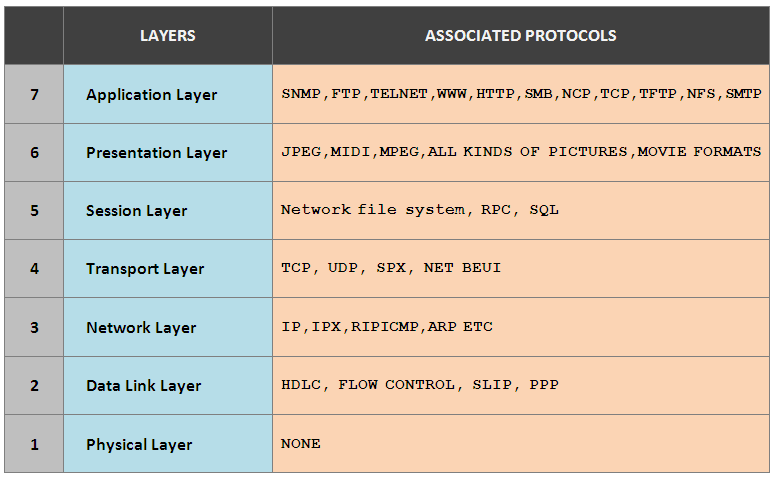 LAYERS ASSOCIATED PROTOCOLS
7 Application Layer SNMP,FTP,TELNET,WWW,HTTP,SMB,NCP,TCP,TFTP,NFS,SMTP
6 Presentation Layer JPEG,MIDI,MPEG,ALL KINDS OF PICTURES,MOVIE FORMATS
5 Session Layer Network file system, RPC, SQL
4 Transport Layer TCP, UDP, SPX, NET BEUI
3 Network Layer IP,IPX,RIPICMP,ARP ETC
2 Data Link Layer HDLC, FLOW CONTROL, SLIP, PPP
1 Physical Layer NONE